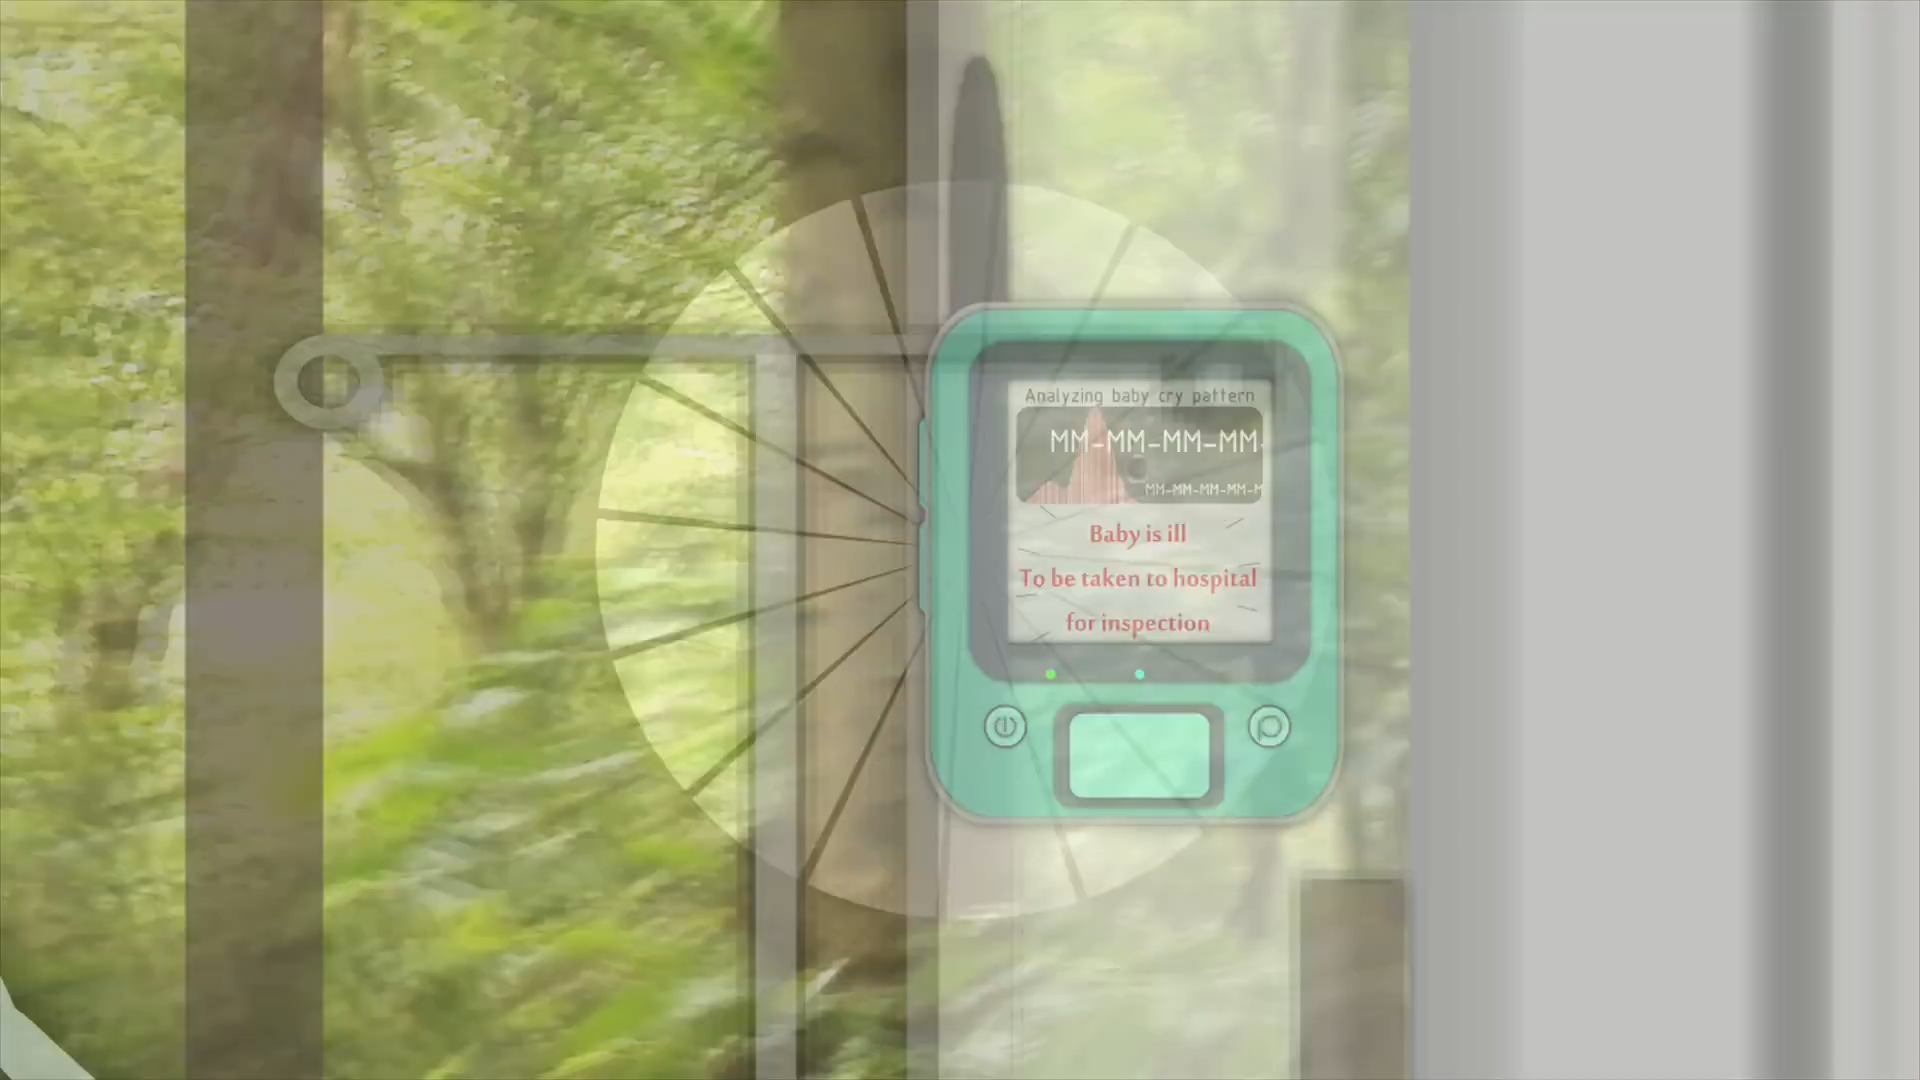 Analyzing baby cry pattern
MM-MM-MM-MM-
MM-MM-MM-MM-M
Baby is ill
To be taken to hospital
for inspection